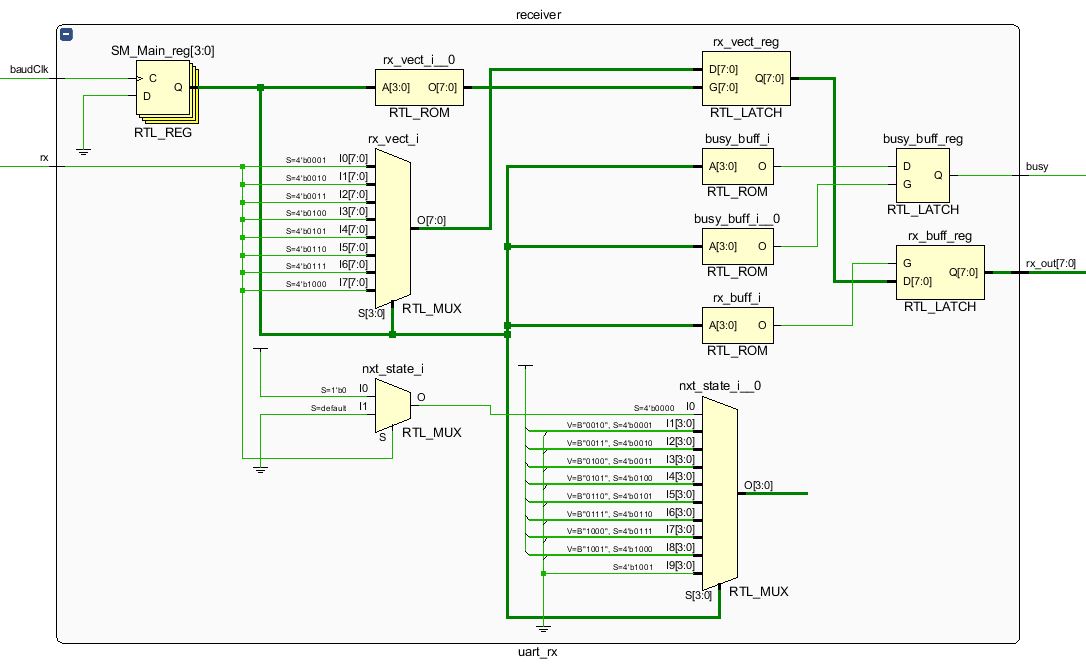 receiver
SM_Main_reg[3:0]
baudClk
C
D
Q
RTL_REG
rx_vect_i__0
A[3:0]
O[7:0]
RTL_ROM
rx_vect_reg
D[7:0]
G[7:0]
Q[7:0]
RTL_LATCH
rx
rx_vect_i
S=4'b0001
I0[7:0]
S=4'b0010
I1[7:0]
S=4'b0011
I2[7:0]
S=4'b0100
I3[7:0]
S=4'b0101
I4[7:0]
S=4'b0110
I5[7:0]
S=4'b0111
I6[7:0]
S=4'b1000
I7[7:0]
O[7:0]
S[3:0]
RTL_MUX
busy_buff_i
A[3:0]
O
RTL_ROM
busy_buff_i__0
A[3:0]
O
RTL_ROM
rx_buff_i
A[3:0]
O
RTL_ROM
busy_buff_reg
D
G
Q
RTL_LATCH
busy
rx_buff_reg
G
D[7:0]
Q[7:0]
RTL_LATCH
rx_out[7:0]
nxt_state_i
S=1'b0
I0
S=default
I1
O
S
RTL_MUX
nxt_state_i__0
S=4'b0000
I0
V=B"0010", S=4'b0001
I1[3:0]
V=B"0011", S=4'b0010
I2[3:0]
V=B"0100", S=4'b0011
I3[3:0]
V=B"0101", S=4'b0100
I4[3:0]
V=B"0110", S=4'b0101
I5[3:0]
V=B"0111", S=4'b0110
I6[3:0]
V=B"1000", S=4'b0111
I7[3:0]
V=B"1001", S=4'b1000
I8[3:0]
S=4'b1001
I9[3:0]
O[3:0]
S[3:0]
RTL_MUX
uart_rx